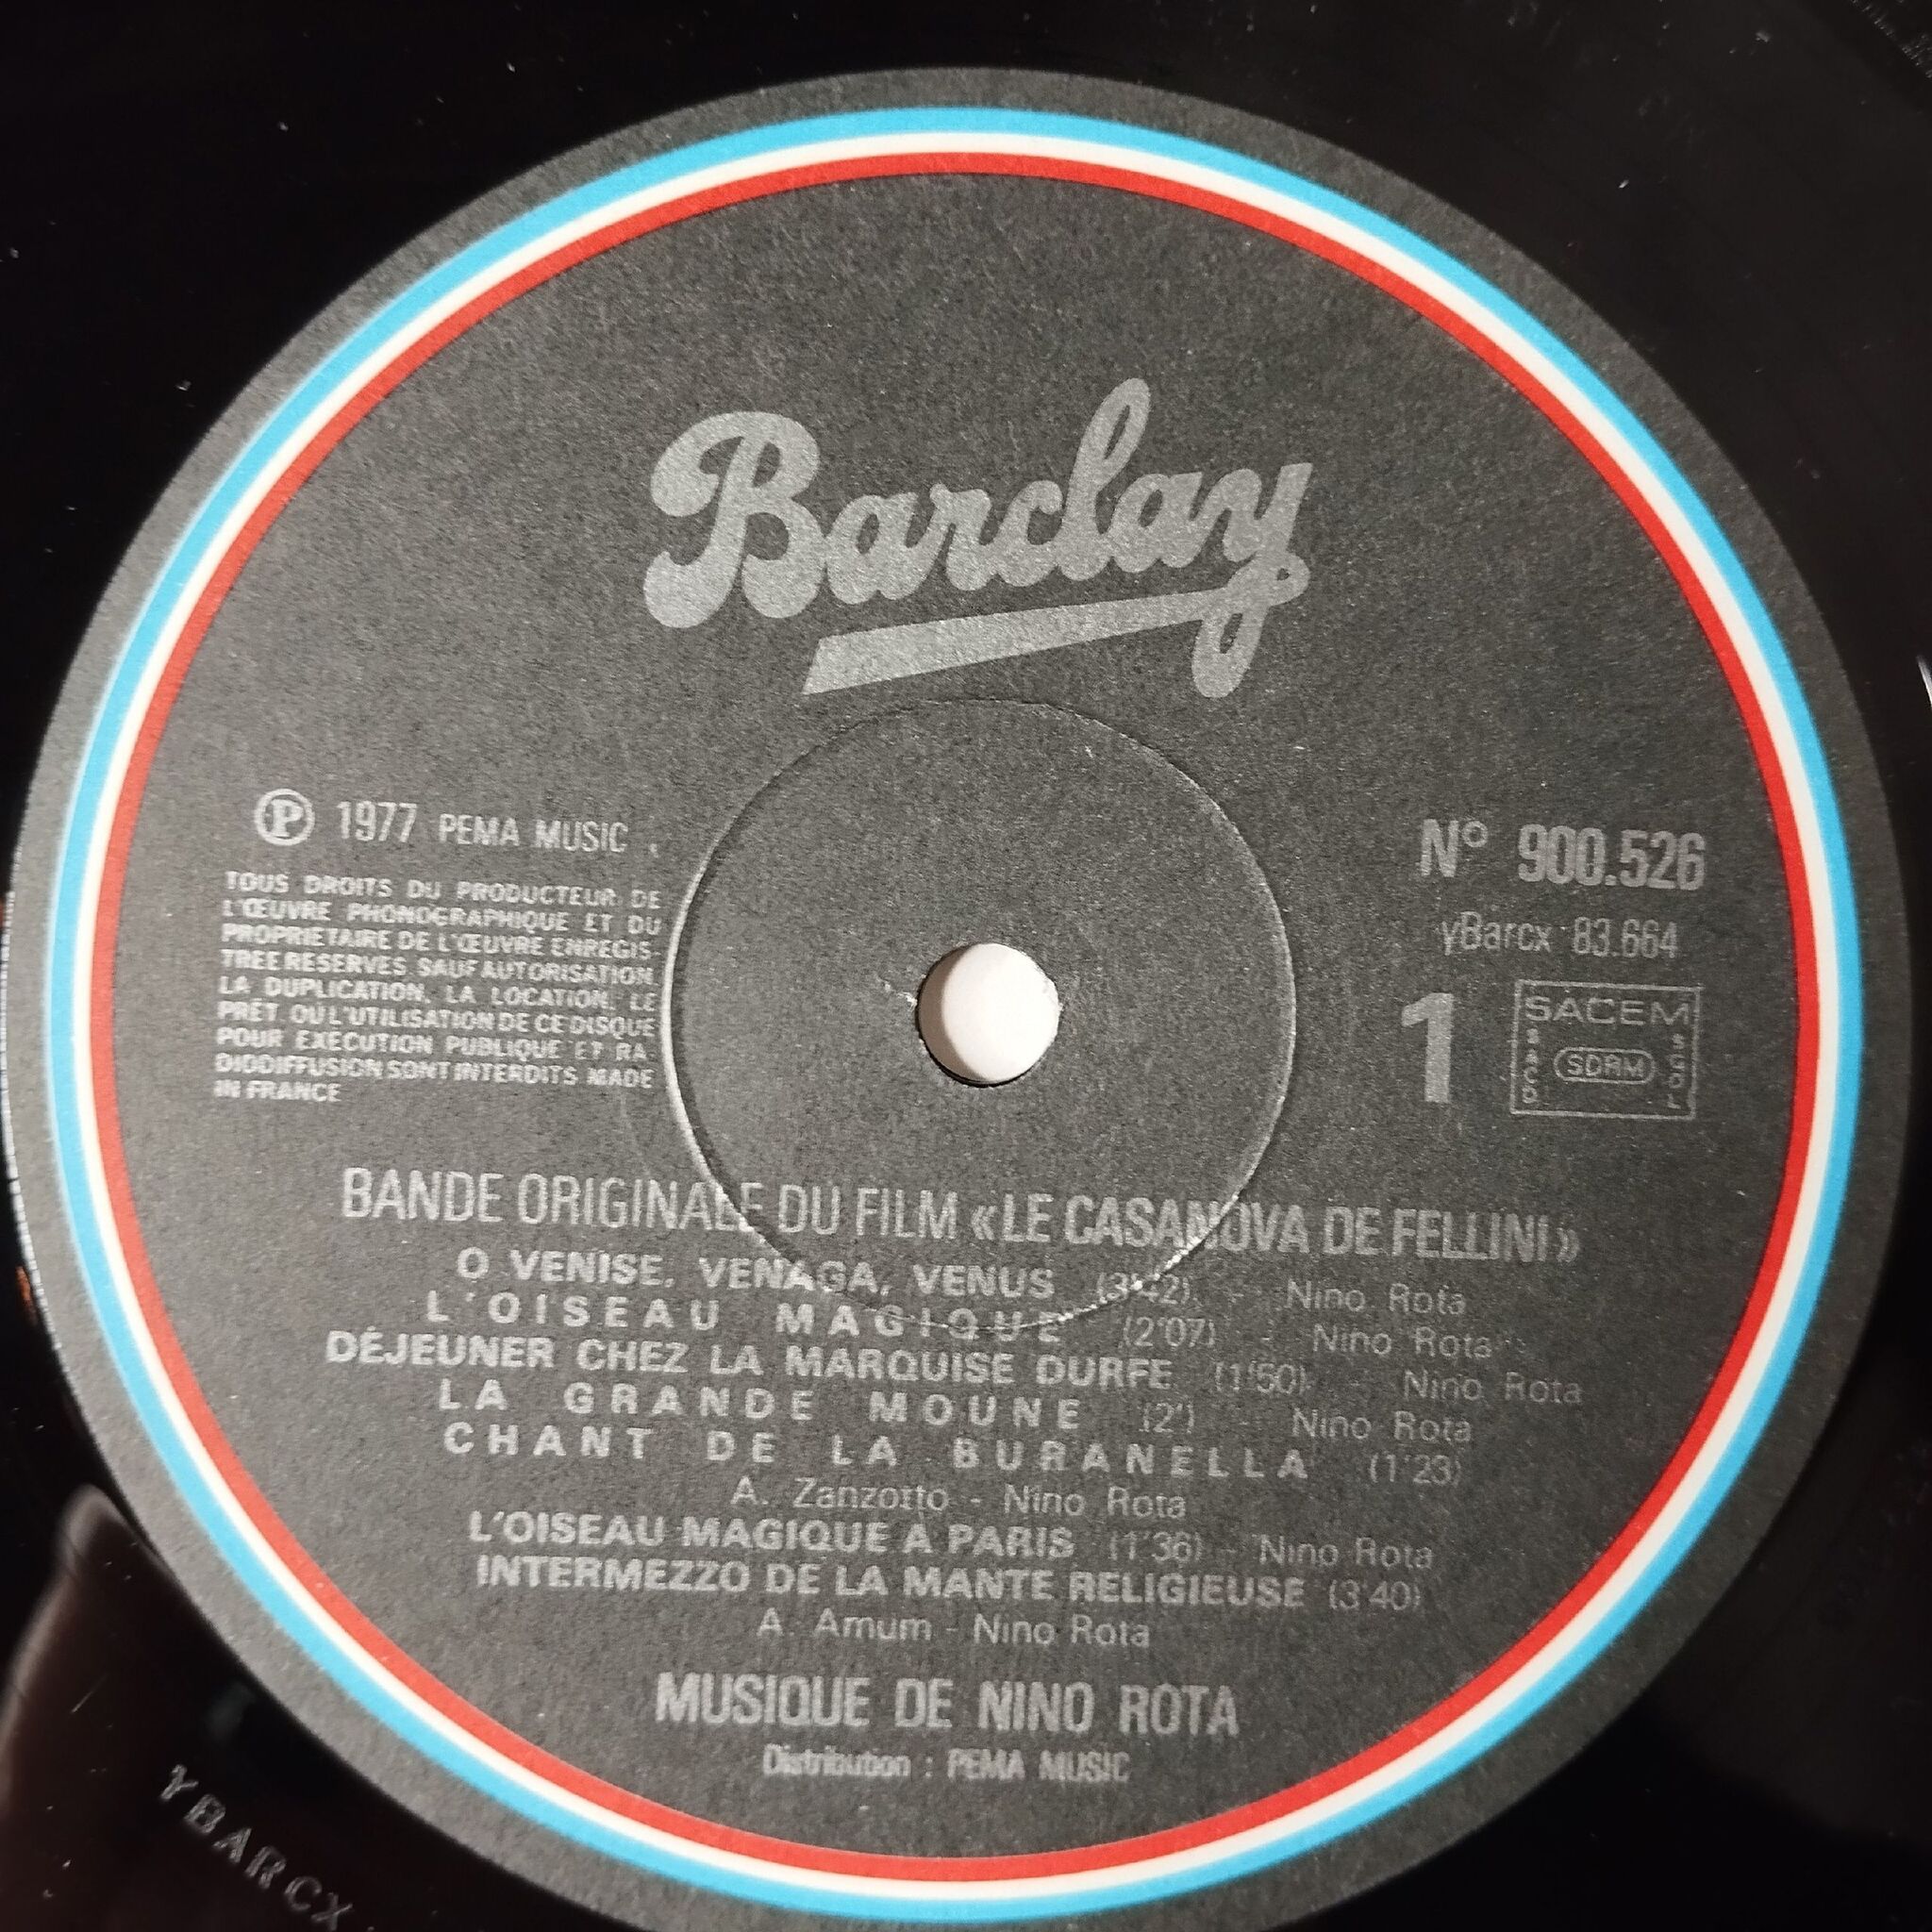 Barclay
Ⓟ 1977 PEMA MUSIC
TOUS DROITS DU PRODUCTEUR DE
L'ŒUVRE PHONOGRAPHIQUE ET DU
PROPRIETAIRE DE L'ŒUVRE ENREGIS-
TREE RESERVES. SAUF AUTORISATION,
LA DUPLICATION, LA LOCATION, LE
PRÊT, OU L'UTILISATION DE CE DISQUE
POUR EXECUTION PUBLIQUE ET RA-
DIODIFFUSION SONT INTERDITS MADE
IN FRANCE
N° 900.526
yBarcx 83.664
1
SACEM
SACD
SDRM
SGDL
BANDE ORIGINALE DU FILM «LE CASANOVA DE FELLINI»
O VENISE, VENAGA, VENUS (3'42) - Nino Rota
L'OISEAU MAGIQUE (2'07) - Nino Rota
DÉJEUNER CHEZ LA MARQUISE DURFE (1'50) - Nino Rota
LA GRANDE MOUNE (2') - Nino Rota
CHANT DE LA BURANELLA (1'23)
A. Zanzotto - Nino Rota
L'OISEAU MAGIQUE A PARIS (1'36) - Nino Rota
INTERMEZZO DE LA MANTE RELIGIEUSE (3'40)
A. Amum - Nino Rota
MUSIQUE DE NINO ROTA
Distribution : PEMA MUSIC
YBARCX